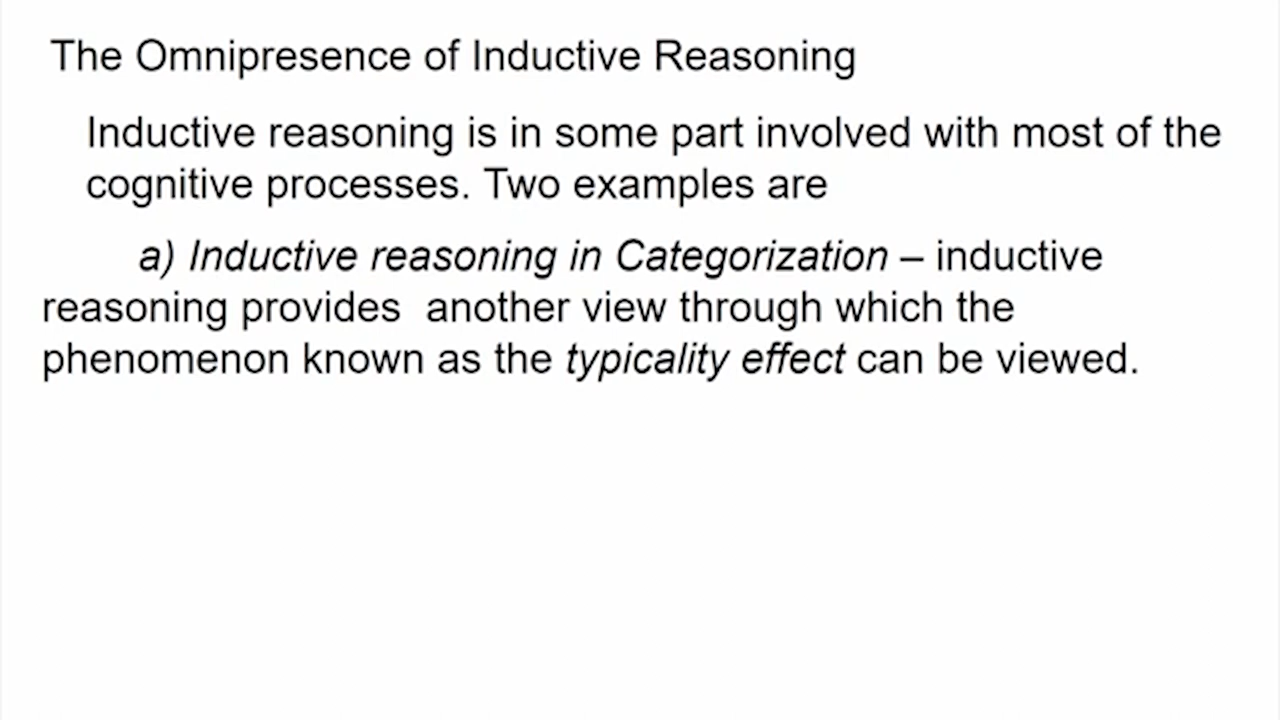 The Omnipresence of Inductive Reasoning
Inductive reasoning is in some part involved with most of the
cognitive processes. Two examples are
a) Inductive reasoning in Categorization – inductive
reasoning provides  another view through which the
phenomenon known as the typicality effect can be viewed.